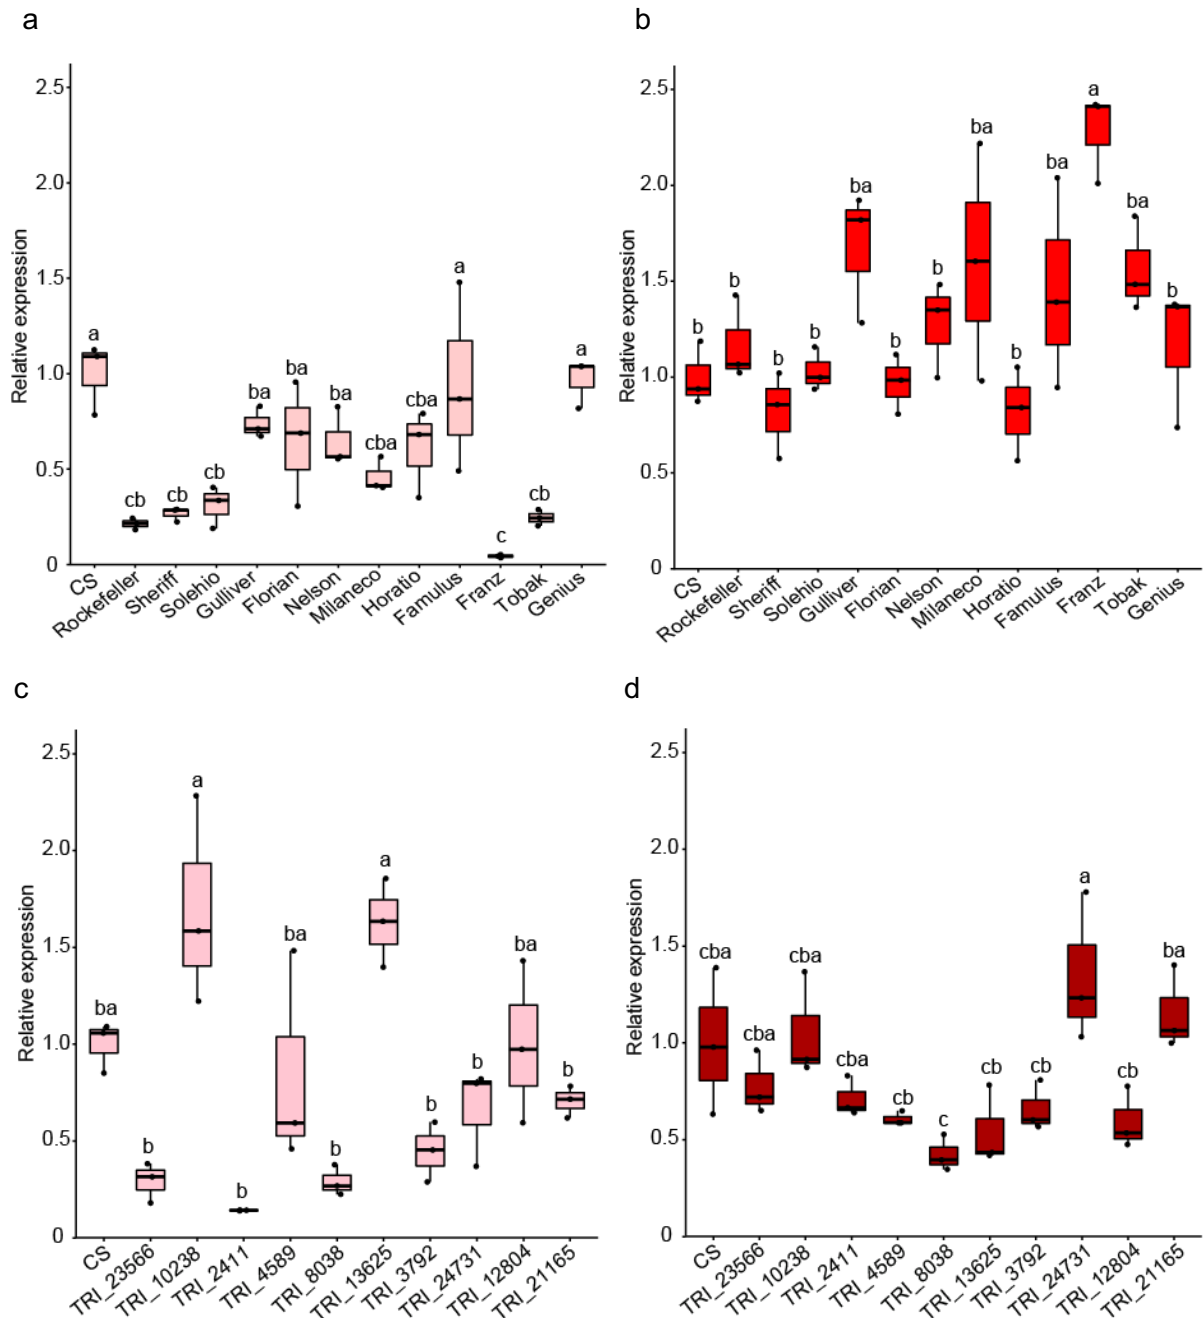 a
2.5
2.0
1.5
1.0
0.5
0
Relative expression
a
cb
cb
cb
ba
ba
ba
cba
cba
a
c
cb
a
CS
Rockefeller
Sheriff
Solehio
Gulliver
Florian
Nelson
Milaneco
Horatio
Famulus
Franz
Tobak
Genius
b
2.5
2.0
1.5
1.0
0.5
0
Relative expression
b
b
b
b
ba
b
b
ba
b
ba
a
ba
b
CS
Rockefeller
Sheriff
Solehio
Gulliver
Florian
Nelson
Milaneco
Horatio
Famulus
Franz
Tobak
Genius
c
2.5
2.0
1.5
1.0
0.5
0
Relative expression
ba
b
a
b
ba
b
a
b
b
ba
b
CS
TRI_23566
TRI_10238
TRI_2411
TRI_4589
TRI_8038
TRI_13625
TRI_3792
TRI_24731
TRI_12804
TRI_21165
d
2.5
2.0
1.5
1.0
0.5
0
Relative expression
cba
cba
cba
cba
cb
c
cb
cb
a
cb
ba
CS
TRI_23566
TRI_10238
TRI_2411
TRI_4589
TRI_8038
TRI_13625
TRI_3792
TRI_24731
TRI_12804
TRI_21165